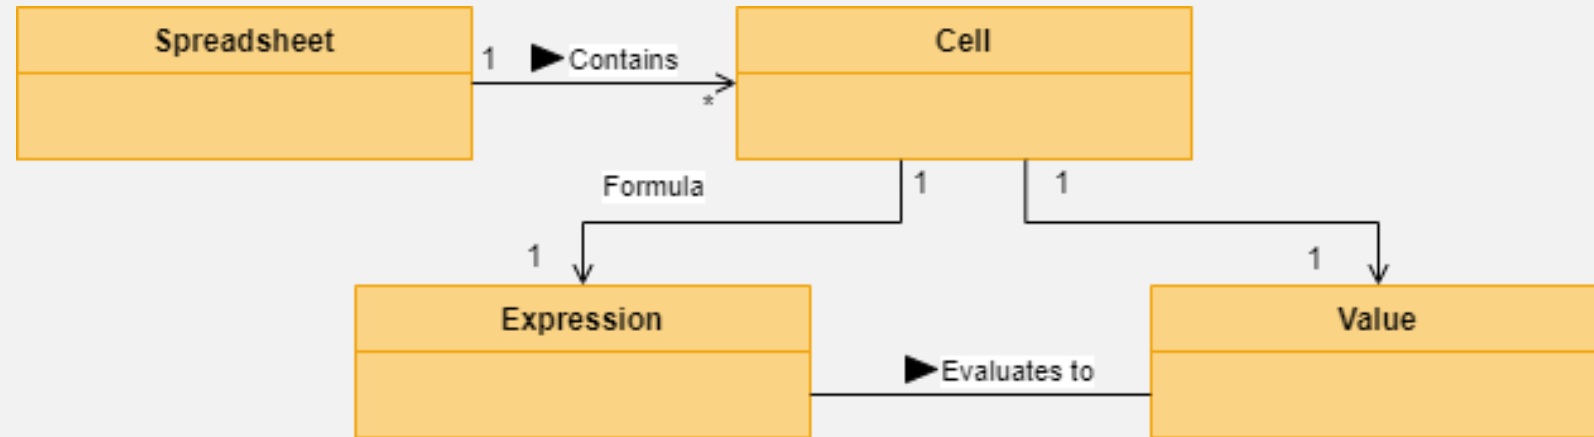 Spreadsheet
Cell
1
Contains
*
Formula
1
1
1
1
Expression
Value
Evaluates to